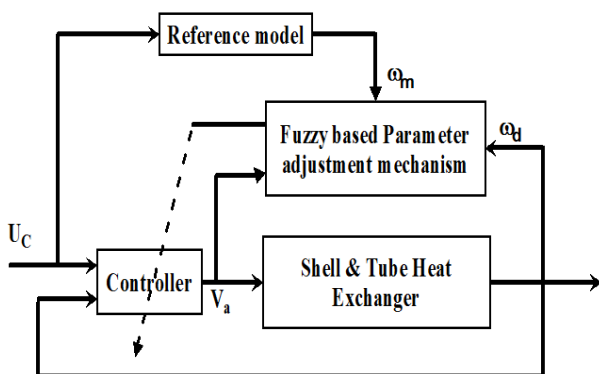 Reference model
ωm
Fuzzy based Parameter
adjustment mechanism
ωd
UC
Controller
Va
Shell & Tube Heat
Exchanger